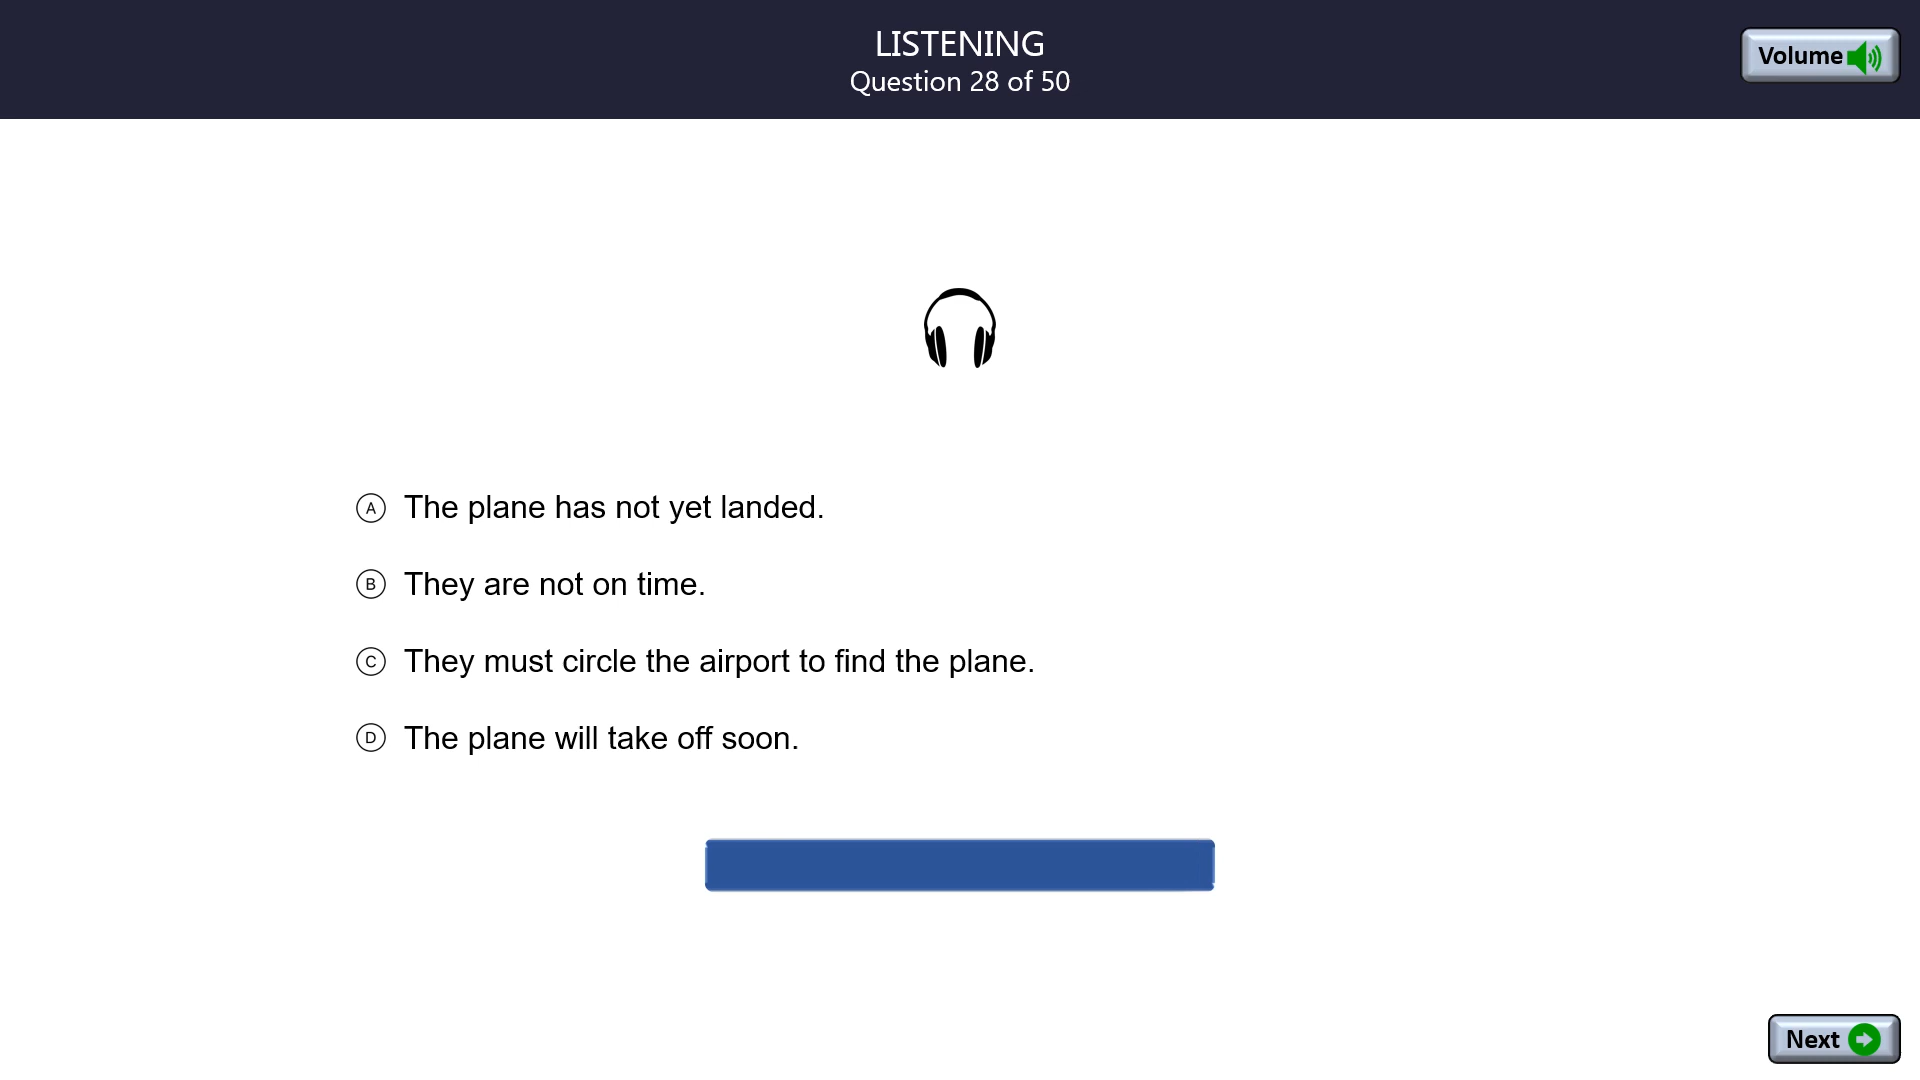 LISTENING
Question 28 of 50
Volume
A The plane has not yet landed.
B They are not on time.
C They must circle the airport to find the plane.
D The plane will take off soon.
Next